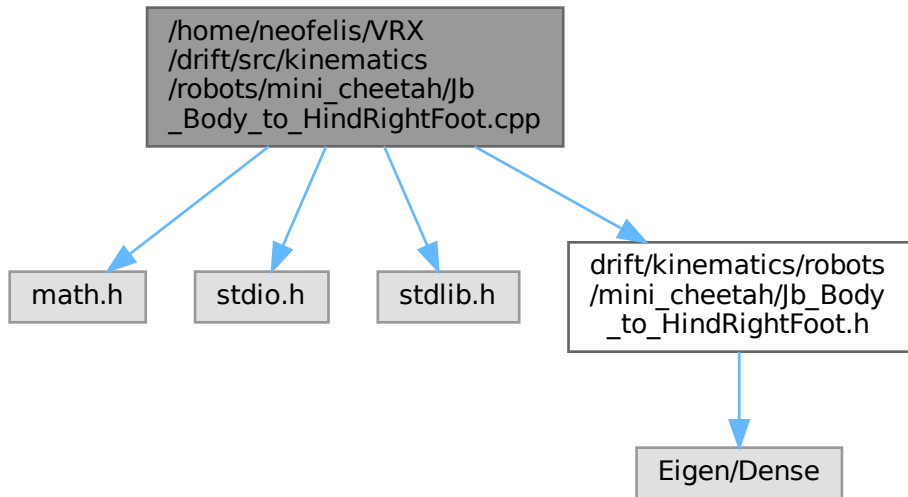 /home/neofelis/VRX
/drift/src/kinematics
/robots/mini_cheetah/Jb
_Body_to_HindRightFoot.cpp
math.h
stdio.h
stdlib.h
drift/kinematics/robots
/mini_cheetah/Jb_Body
_to_HindRightFoot.h
Eigen/Dense